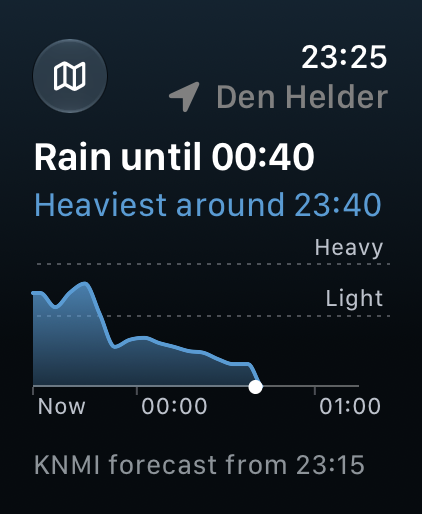 23:25
Den Helder
Rain until 00:40
Heaviest around 23:40
Heavy
Light
Now 00:00 01:00
KNMI forecast from 23:15